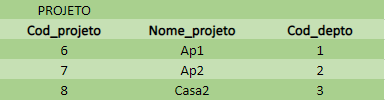 PROJETO
Cod_projeto Nome_projeto Cod_depto
6 Ap1 1
7 Ap2 2
8 Casa2 3